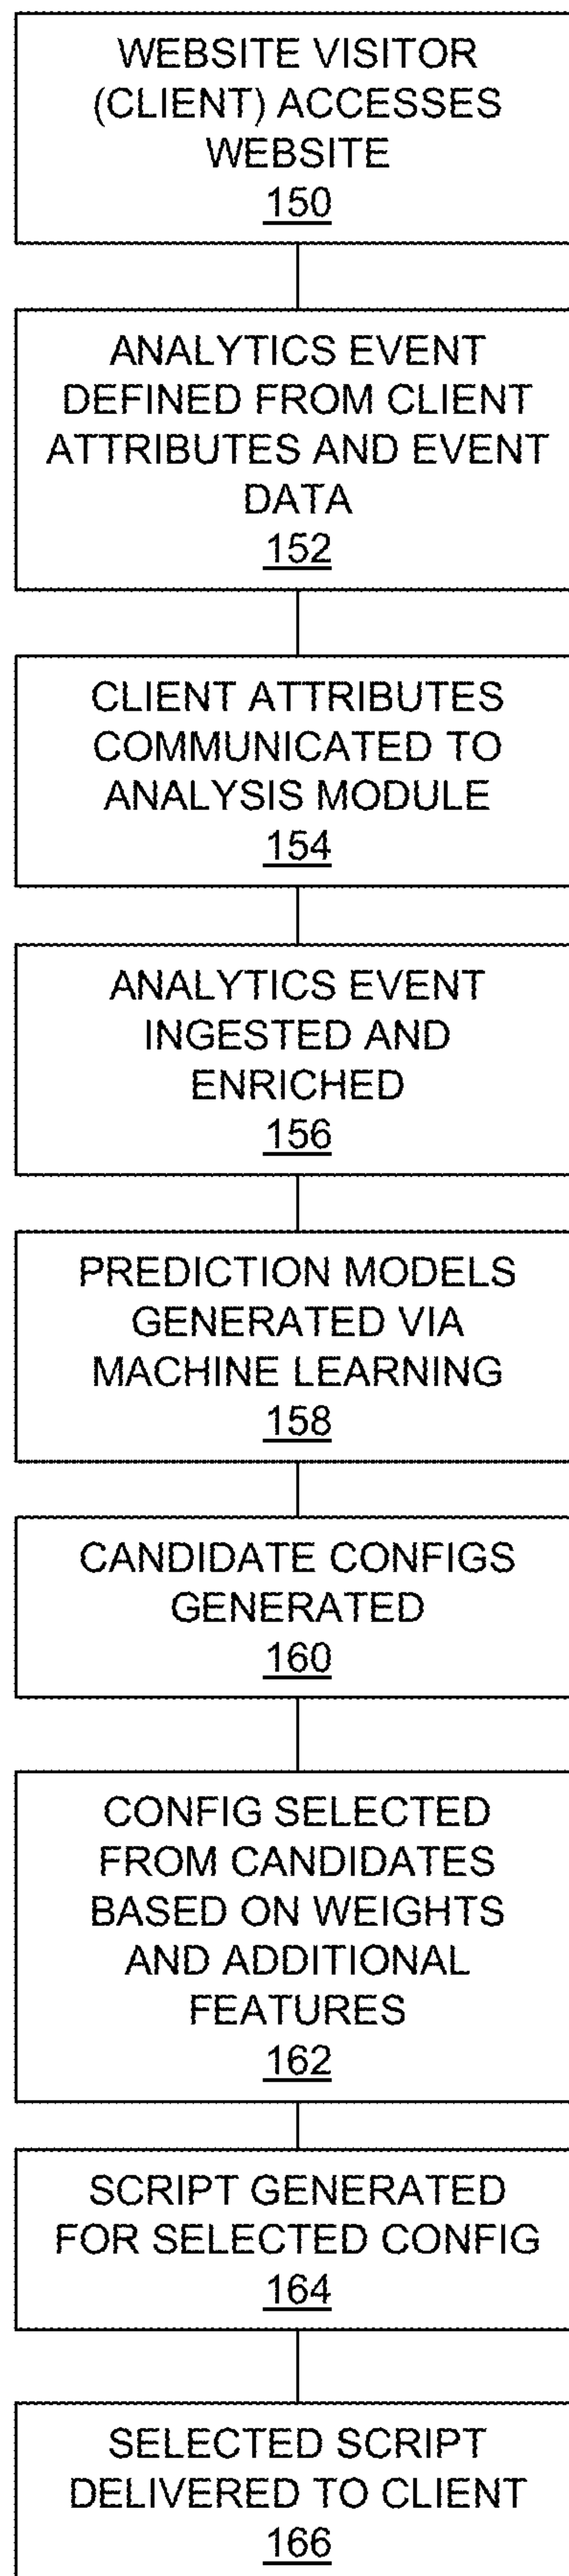 WEBSITE VISITOR
(CLIENT) ACCESSES
WEBSITE
150
ANALYTICS EVENT
DEFINED FROM CLIENT
ATTRIBUTES AND EVENT
DATA
152
CLIENT ATTRIBUTES
COMMUNICATED TO
ANALYSIS MODULE
154
ANALYTICS EVENT
INGESTED AND
ENRICHED
156
PREDICTION MODELS
GENERATED VIA
MACHINE LEARNING
158
CANDIDATE CONFIGS
GENERATED
160
CONFIG SELECTED
FROM CANDIDATES
BASED ON WEIGHTS
AND ADDITIONAL
FEATURES
162
SCRIPT GENERATED
FOR SELECTED CONFIG
164
SELECTED SCRIPT
DELIVERED TO CLIENT
166